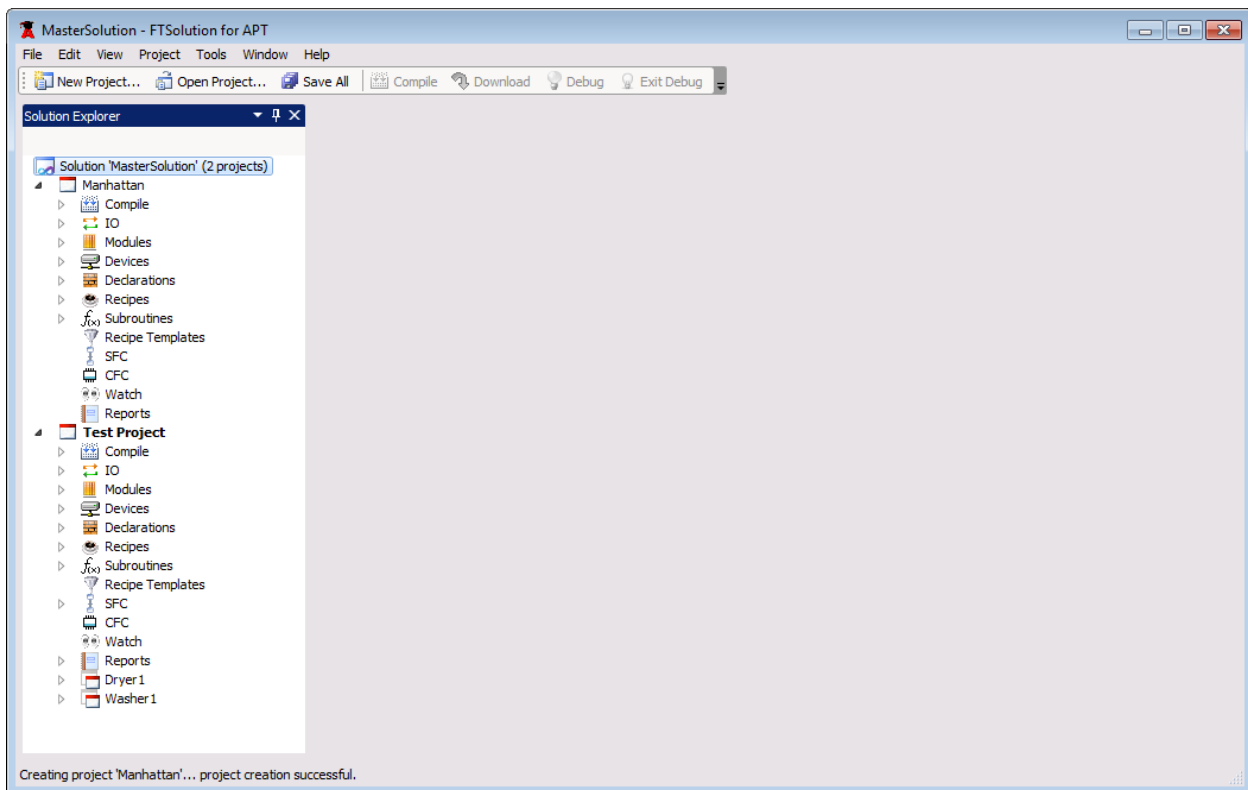 MasterSolution - FTSolution for APT
File Edit View Project Tools Window Help
New Project... Open Project... Save All Compile Download Debug Exit Debug
Solution Explorer
Solution 'MasterSolution' (2 projects)
Manhattan
Compile
IO
Modules
Devices
Declarations
Recipes
f(x) Subroutines
Recipe Templates
SFC
CFC
Watch
Reports
Test Project
Compile
IO
Modules
Devices
Declarations
Recipes
f(x) Subroutines
Recipe Templates
SFC
CFC
Watch
Reports
Dryer1
Washer1
Creating project 'Manhattan'... project creation successful.